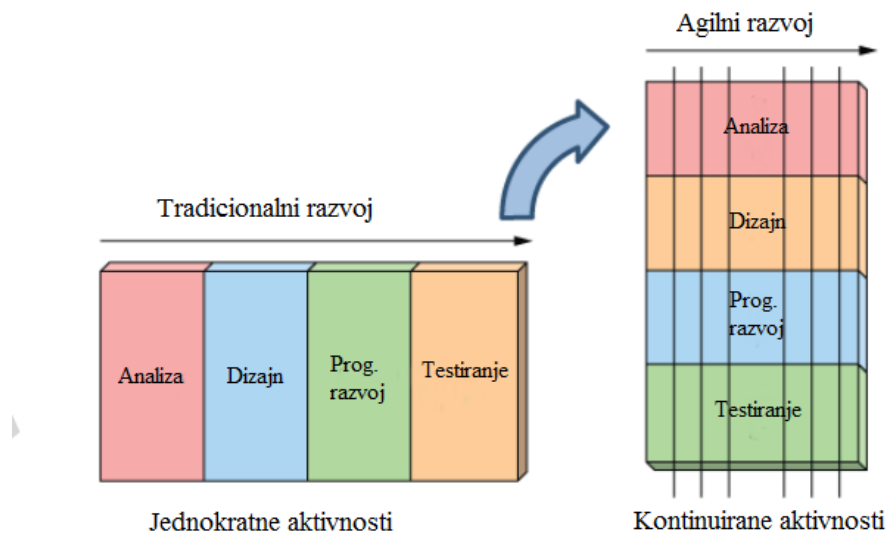 Agilni razvoj
Analiza
Dizajn
Prog.
razvoj
Testiranje
Kontinuirane aktivnosti
Tradicionalni razvoj
Analiza
Dizajn
Prog.
razvoj
Testiranje
Jednokratne aktivnosti